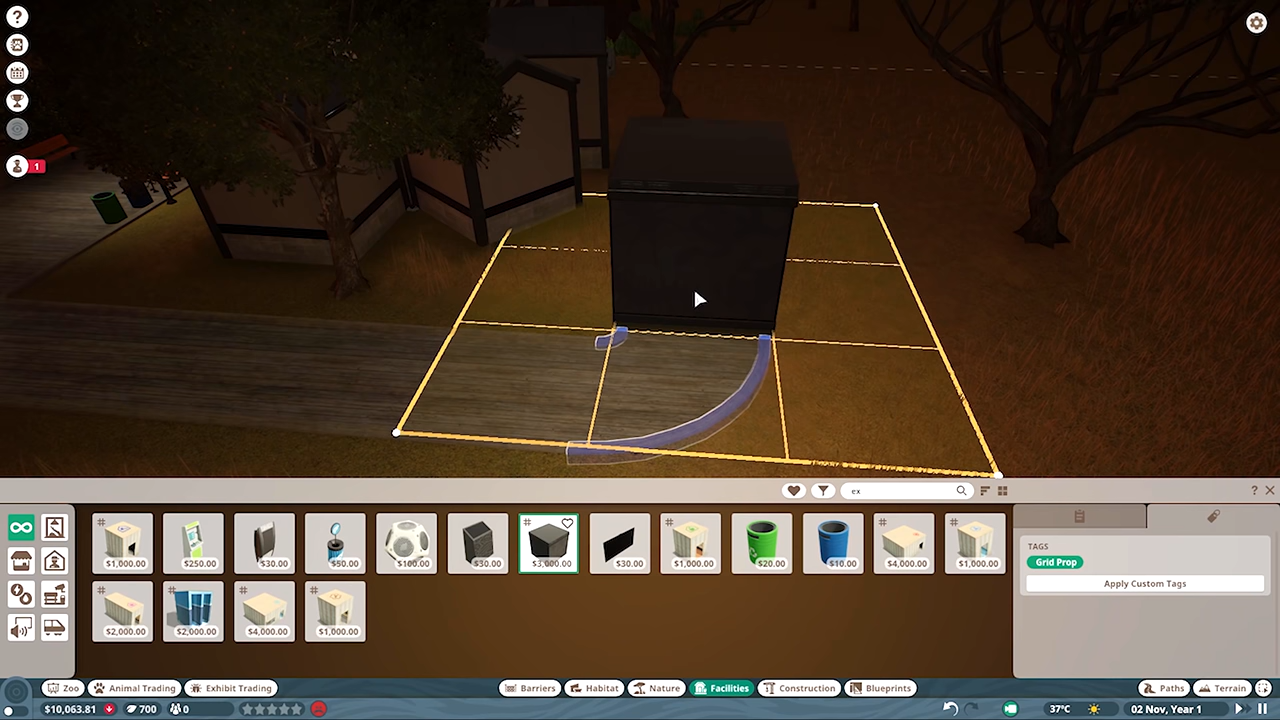 ?
1
ex
? ×
$1,000.00 $250.00 $30.00 $50.00 $100.00 $30.00 $3,000.00 $30.00 $1,000.00 $20.00 $10.00 $4,000.00 $1,000.00
$2,000.00 $2,000.00 $4,000.00 $1,000.00
TAGS
Grid Prop
Apply Custom Tags
Zoo Animal Trading Exhibit Trading Barriers Habitat Nature Facilities Construction Blueprints Paths Terrain
$10,063.81 700 0 37°C 02 Nov, Year 1